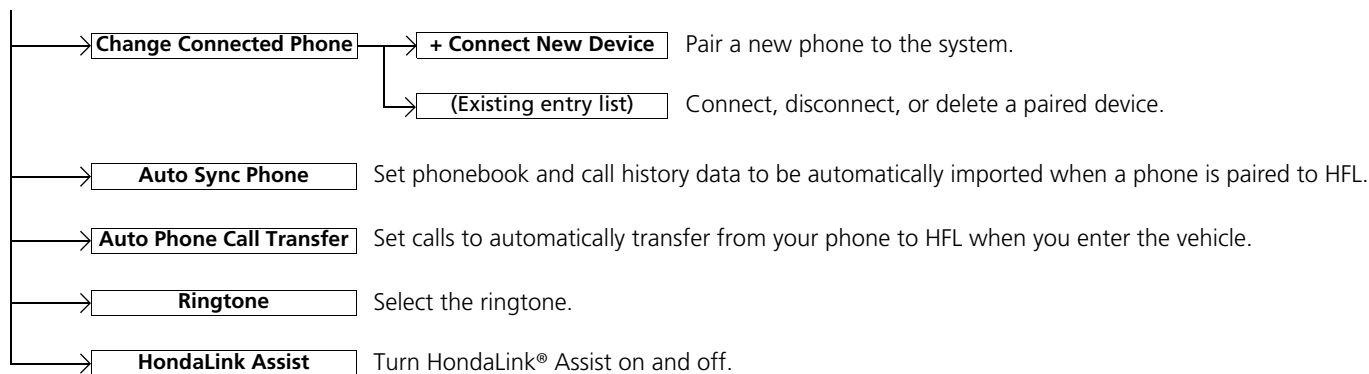 Change Connected Phone + Connect New Device Pair a new phone to the system.
(Existing entry list) Connect, disconnect, or delete a paired device.
Auto Sync Phone Set phonebook and call history data to be automatically imported when a phone is paired to HFL.
Auto Phone Call Transfer Set calls to automatically transfer from your phone to HFL when you enter the vehicle.
Ringtone Select the ringtone.
HondaLink Assist Turn HondaLink® Assist on and off.